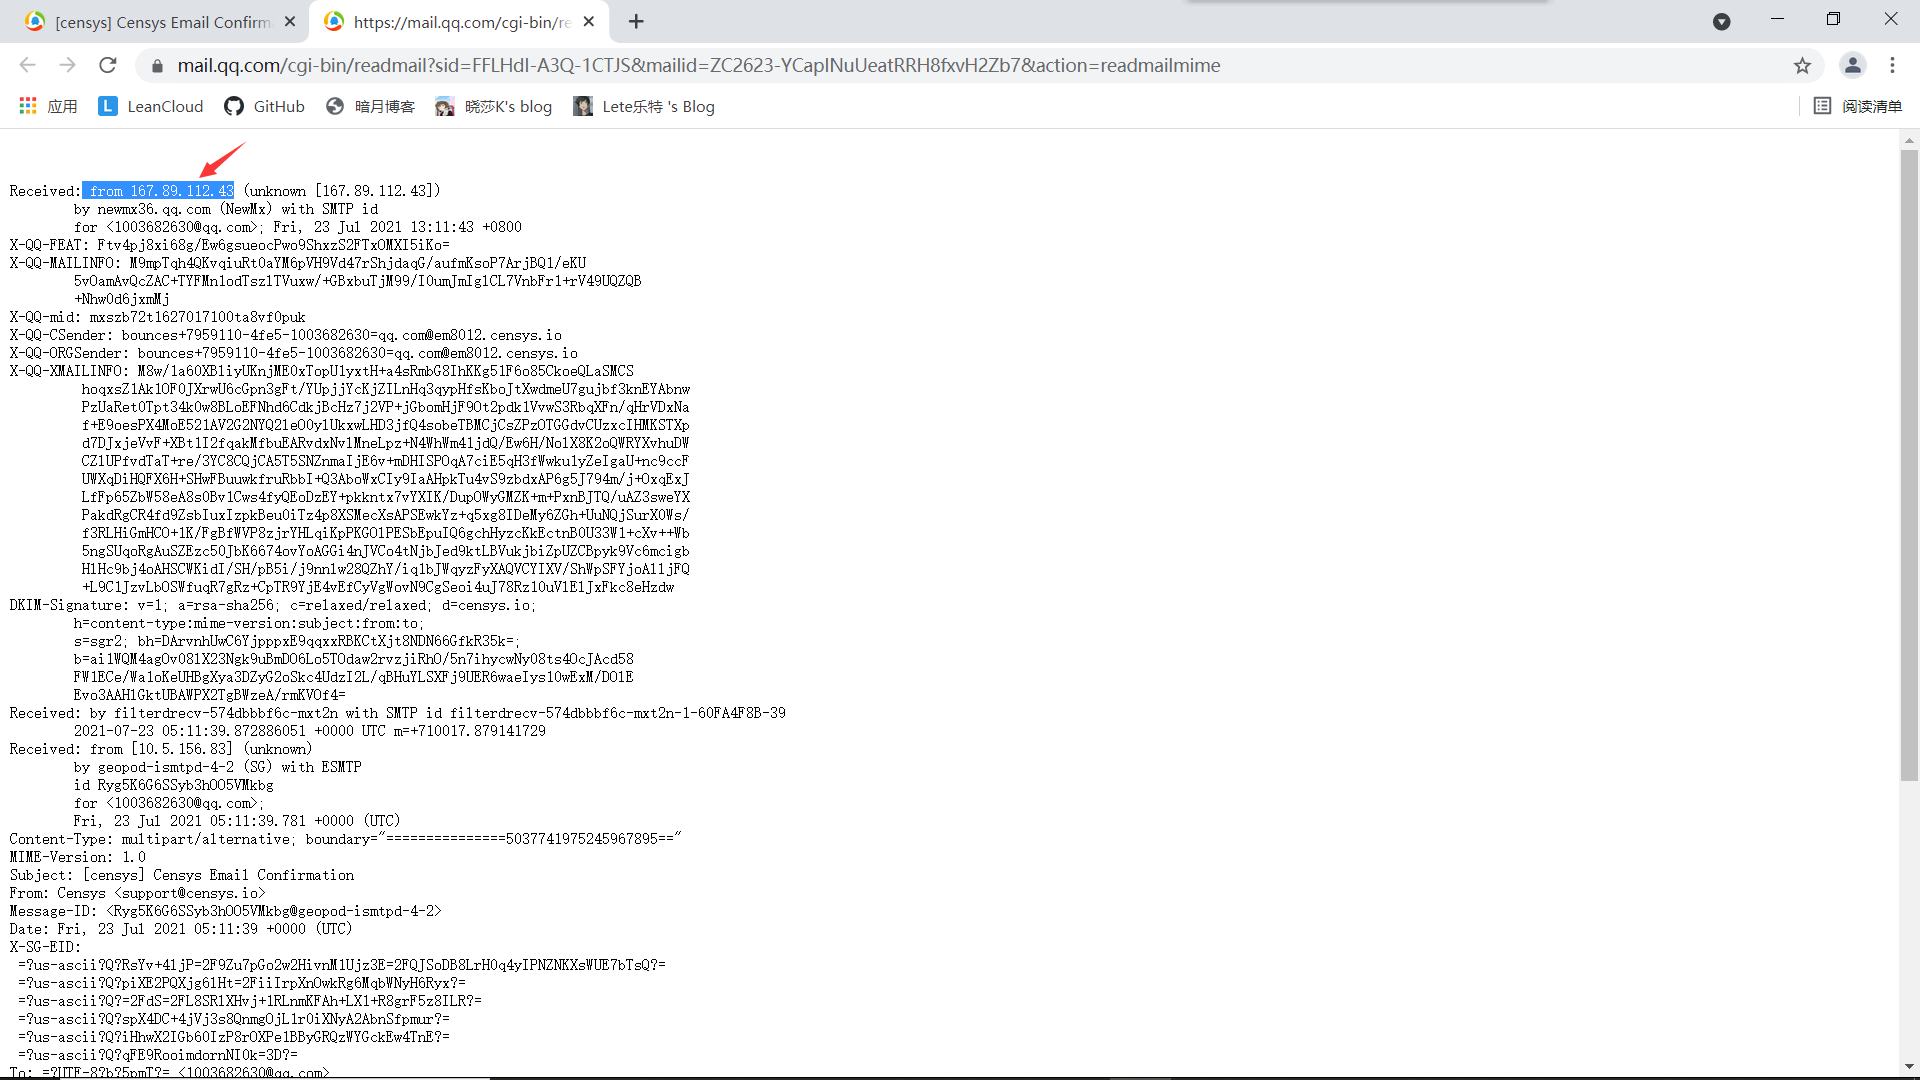 [censys] Censys Email Confirm
https://mail.qq.com/cgi-bin/re
mail.qq.com/cgi-bin/readmail?sid=FFLHdI-A3Q-1CTJS&mailid=ZC2623-YCapINuUeatRRH8fxvH2Zb7&action=readmailmime
应用 LeanCloud GitHub 暗月博客 晓莎K's blog Lete乐特 's Blog 阅读清单
Received: from 167.89.112.43 (unknown [167.89.112.43])
by newmx36.qq.com (NewMx) with SMTP id
for <1003682630@qq.com>; Fri, 23 Jul 2021 13:11:43 +0800
X-QQ-FEAT: Ftv4pj8xi68g/Ew6gsueocPwo9ShxzS2FTxOMXI5iKo=
X-QQ-MAILINFO: M9mpTqh4QKvqiuRt0aYM6pVH9Vd47rShjdaqG/aufmKsoP7ArjBQ1/eKU
5vOamAvQcZAC+TYFMn1odTsz1TVuxw/+GBxbuTjM99/I0umJmIg1CL7VnbFr1+rV49UQZQB
+Nhw0d6jxmMj
X-QQ-mid: mxszb72t1627017100ta8vf0puk
X-QQ-CSender: bounces+7959110-4fe5-1003682630=qq.com@em8012.censys.io
X-QQ-ORGSender: bounces+7959110-4fe5-1003682630=qq.com@em8012.censys.io
X-QQ-XMAILINFO: M8w/1a60XB1iyUKnjME0xTopU1yxtH+a4sRmbG8IhKKg51F6o85CkoeQLaSMCS
hoqxsZ1Ak1OF0JXrwU6cGpn3gFt/YUpjjYcKjZILnHq3qypHfsKboJtXwdmeU7gujbf3knEYAbnw
PzUaRet0Tpt34k0w8BLoEFNhd6CdkjBcHz7j2VP+jGbomHjF9Ot2pdk1VvwS3RbqXFn/qHrVDxNa
f+E9oesPX4MoE521AV2G2NYQ21eO0y1UkxwLHD3jfQ4sobeTBMCjCsZPzOTGGdvCUzxcIHMKSTXp
d7DJxjeVvF+XBt1I2fqakMfbuEARvdxNv1MneLpz+N4WhWm41jdQ/Ew6H/No1X8K2oQWRYXvhuDW
CZ1UPfvdTaT+re/3YC8CQjCA5T5SNZnmaIjE6v+mDHISPOqA7ciE5qH3fWwku1yZeIgaU+nc9ccF
UWXqDiHQFX6H+SHwFBuuwkfruRbbI+Q3AboWxCIy9IaAHpkTu4vS9zbdxAP6g5J794m/j+OxqExJ
LfFp65ZbW58eA8s0Bv1Cws4fyQEoDzEY+pkkntx7vYXIK/DupOWyGMZK+m+PxnBJTQ/uAZ3sweYX
PakdRgCR4fd9ZsbIuxIzpkBeu0iTz4p8XSMecXsAPSEwkYz+q5xg8IDeMy6ZGh+UuNQjSurX0Ws/
f3RLHiGmHCO+1K/FgBfWVP8zjrYHLqiKpPKGO1PESbEpuIQ6gchHyzcKkEctnB0U33W1+cXv++Wb
5ngSUqoRgAuSZEzc50JbK6674ovYoAGGi4nJVCo4tNjbJed9ktLBVukjbiZpUZCBpyk9Vc6mcigb
H1Hc9bj4oAHSCWKidI/SH/pB5i/j9nn1w28QZhY/iq1bJWqyzFyXAQVCYIXV/ShWpSFYjoA11jFQ
+L9C1JzvLbOSWfuqR7gRz+CpTR9YjE4vEfCyVgWovN9CgSeoi4uJ78Rz10uV1E1JxFkc8eHzdw
DKIM-Signature: v=1; a=rsa-sha256; c=relaxed/relaxed; d=censys.io;
h=content-type:mime-version:subject:from:to;
s=sgr2; bh=DArvnhUwC6YjpppxE9qqxxRBKCtXjt8NDN66GfkR35k=;
b=ai1WQM4agOv081X23Ngk9uBmDO6Lo5TOdaw2rvzjiRhO/5n7ihycwNy08ts4OcJAcd58
FW1ECe/Wa1oKeUHBgXya3DZyG2oSkc4UdzI2L/qBHuYLSXFj9UER6waeIys10wExM/DO1E
Evo3AAH1GktUBAWPX2TgBWzeA/rmKVOf4=
Received: by filterdrecv-574dbbbf6c-mxt2n with SMTP id filterdrecv-574dbbbf6c-mxt2n-1-60FA4F8B-39
2021-07-23 05:11:39.872886051 +0000 UTC m=+710017.879141729
Received: from [10.5.156.83] (unknown)
by geopod-ismtpd-4-2 (SG) with ESMTP
id Ryg5K6G6SSyb3hOO5VMkbg
for <1003682630@qq.com>;
Fri, 23 Jul 2021 05:11:39.781 +0000 (UTC)
Content-Type: multipart/alternative; boundary="===============5037741975245967895=="
MIME-Version: 1.0
Subject: [censys] Censys Email Confirmation
From: Censys <support@censys.io>
Message-ID: <Ryg5K6G6SSyb3hOO5VMkbg@geopod-ismtpd-4-2>
Date: Fri, 23 Jul 2021 05:11:39 +0000 (UTC)
X-SG-EID:
=?us-ascii?Q?RsYv+41jP=2F9Zu7pGo2w2HivnM1Ujz3E=2FQJSoDB8LrH0q4yIPNZNKXsWUE7bTsQ?=
=?us-ascii?Q?piXE2PQXjg61Ht=2FiiIrpXnOwkRg6MqbWNyH6Ryx?=
=?us-ascii?Q?=2FdS=2FL8SR1XHvj+1RLnmKFAh+LX1+R8grF5z8ILR?=
=?us-ascii?Q?spX4DC+4jVj3s8QnmgOjL1r0iXNyA2AbnSfpmur?=
=?us-ascii?Q?iHhwX2IGb60IzP8rOXPe1BByGRQzWYGckEw4TnE?=
=?us-ascii?Q?qFE9RooimdornNI0k=3D?=
To: =?UTF-8?b?5pmT?= <1003682630@qq.com>